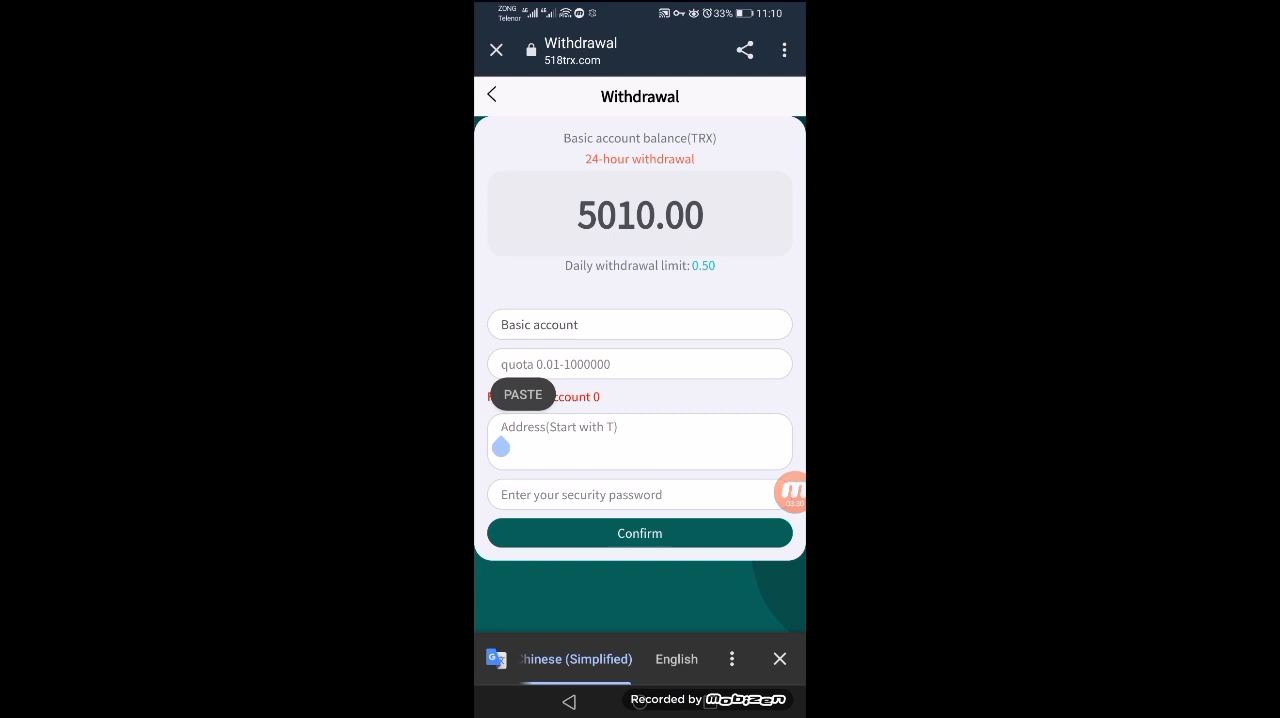 ZONG
Telenor
33% 11:10
Withdrawal
518trx.com
Withdrawal
Basic account balance(TRX)
24-hour withdrawal
5010.00
Daily withdrawal limit: 0.50
Basic account
quota 0.01-1000000
PASTE
ccount 0
Address(Start with T)
Enter your security password
Confirm
hinese (Simplified) English
Recorded by mobizen